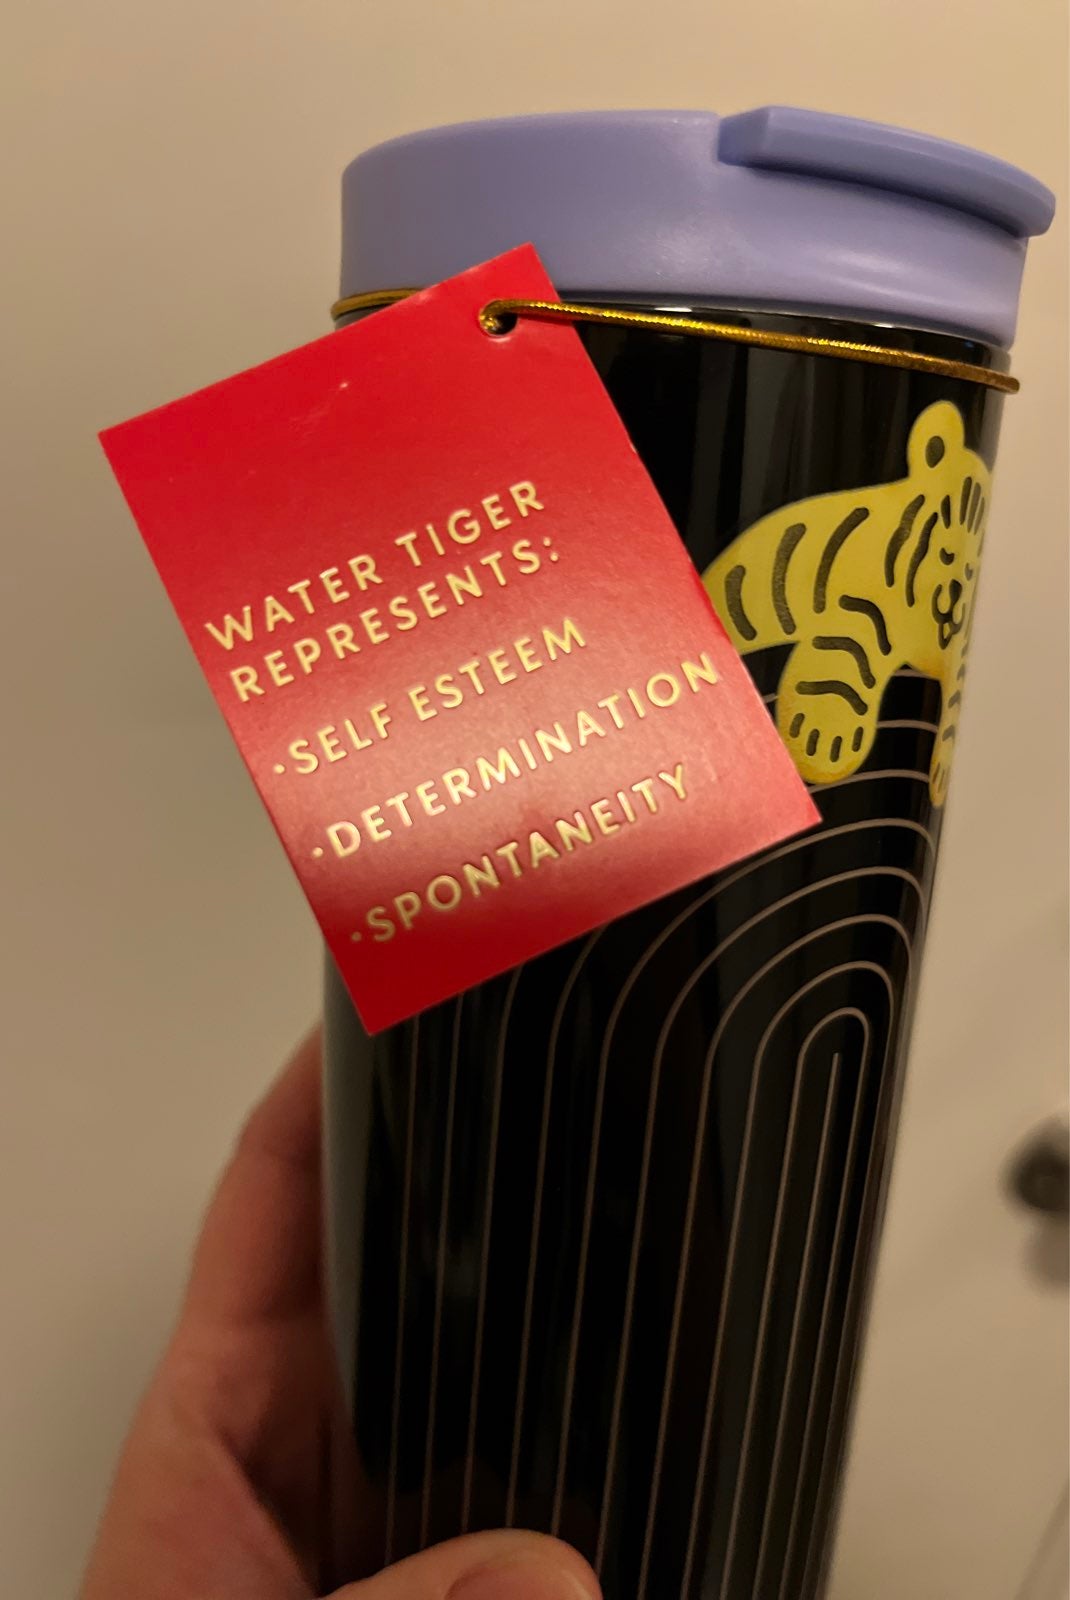 WATER TIGER
REPRESENTS:
·SELF ESTEEM
·DETERMINATION
·SPONTANEITY